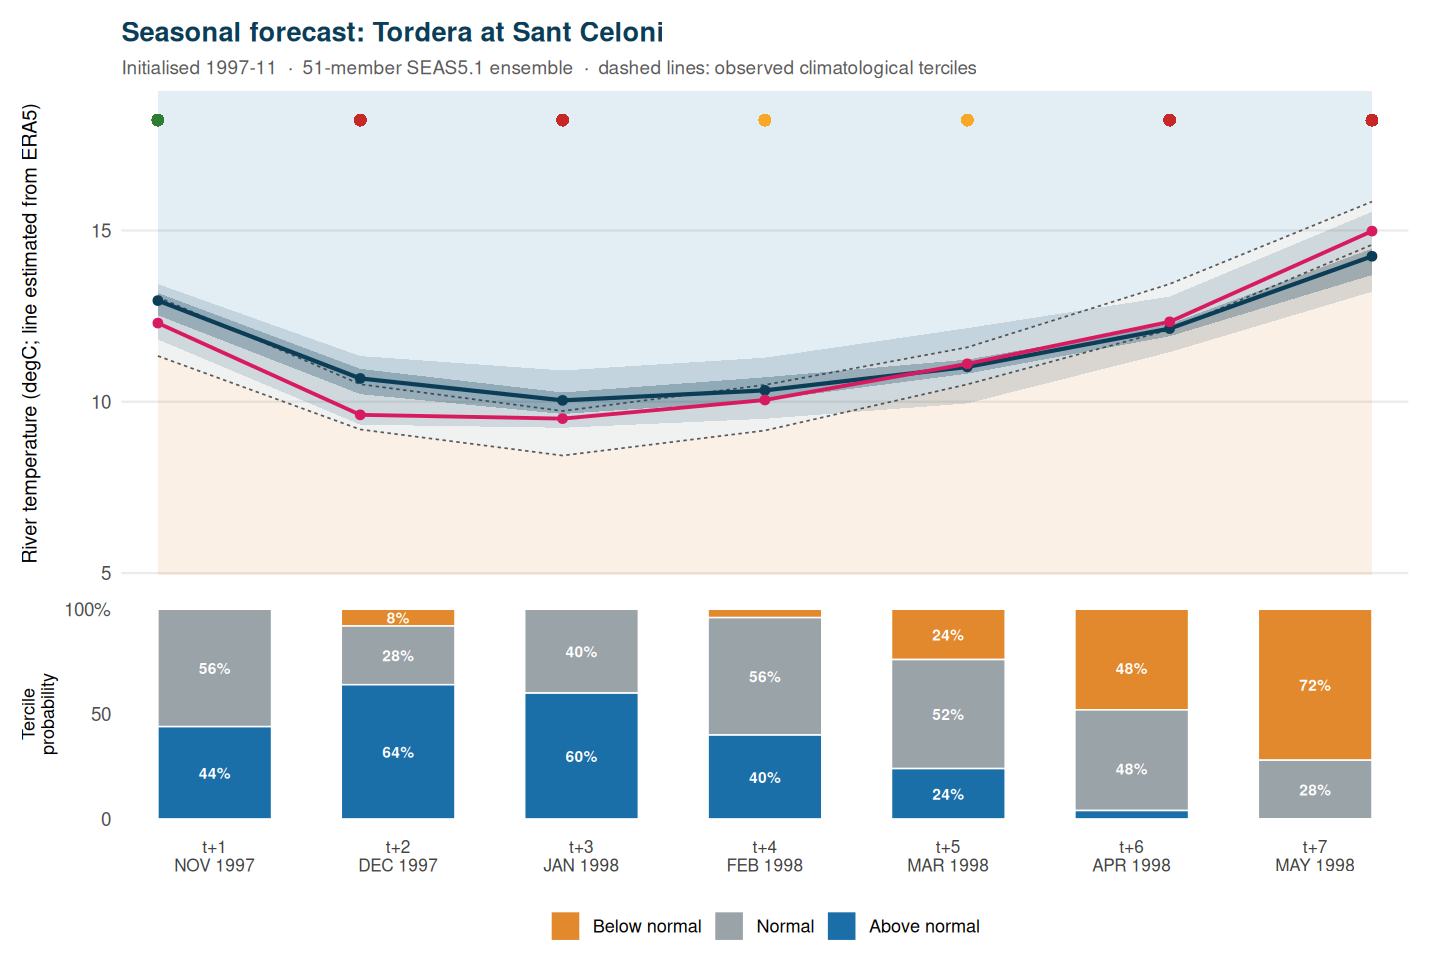 Seasonal forecast: Tordera at Sant Celoni
Initialised 1997-11 · 51-member SEAS5.1 ensemble · dashed lines: observed climatological terciles
River temperature (degC; line estimated from ERA5)
15
10
5
Tercile
probability
100%
50
0
56%
44%
8%
28%
64%
40%
60%
56%
40%
24%
52%
24%
48%
48%
72%
28%
t+1
NOV 1997
t+2
DEC 1997
t+3
JAN 1998
t+4
FEB 1998
t+5
MAR 1998
t+6
APR 1998
t+7
MAY 1998
Below normal
Normal
Above normal